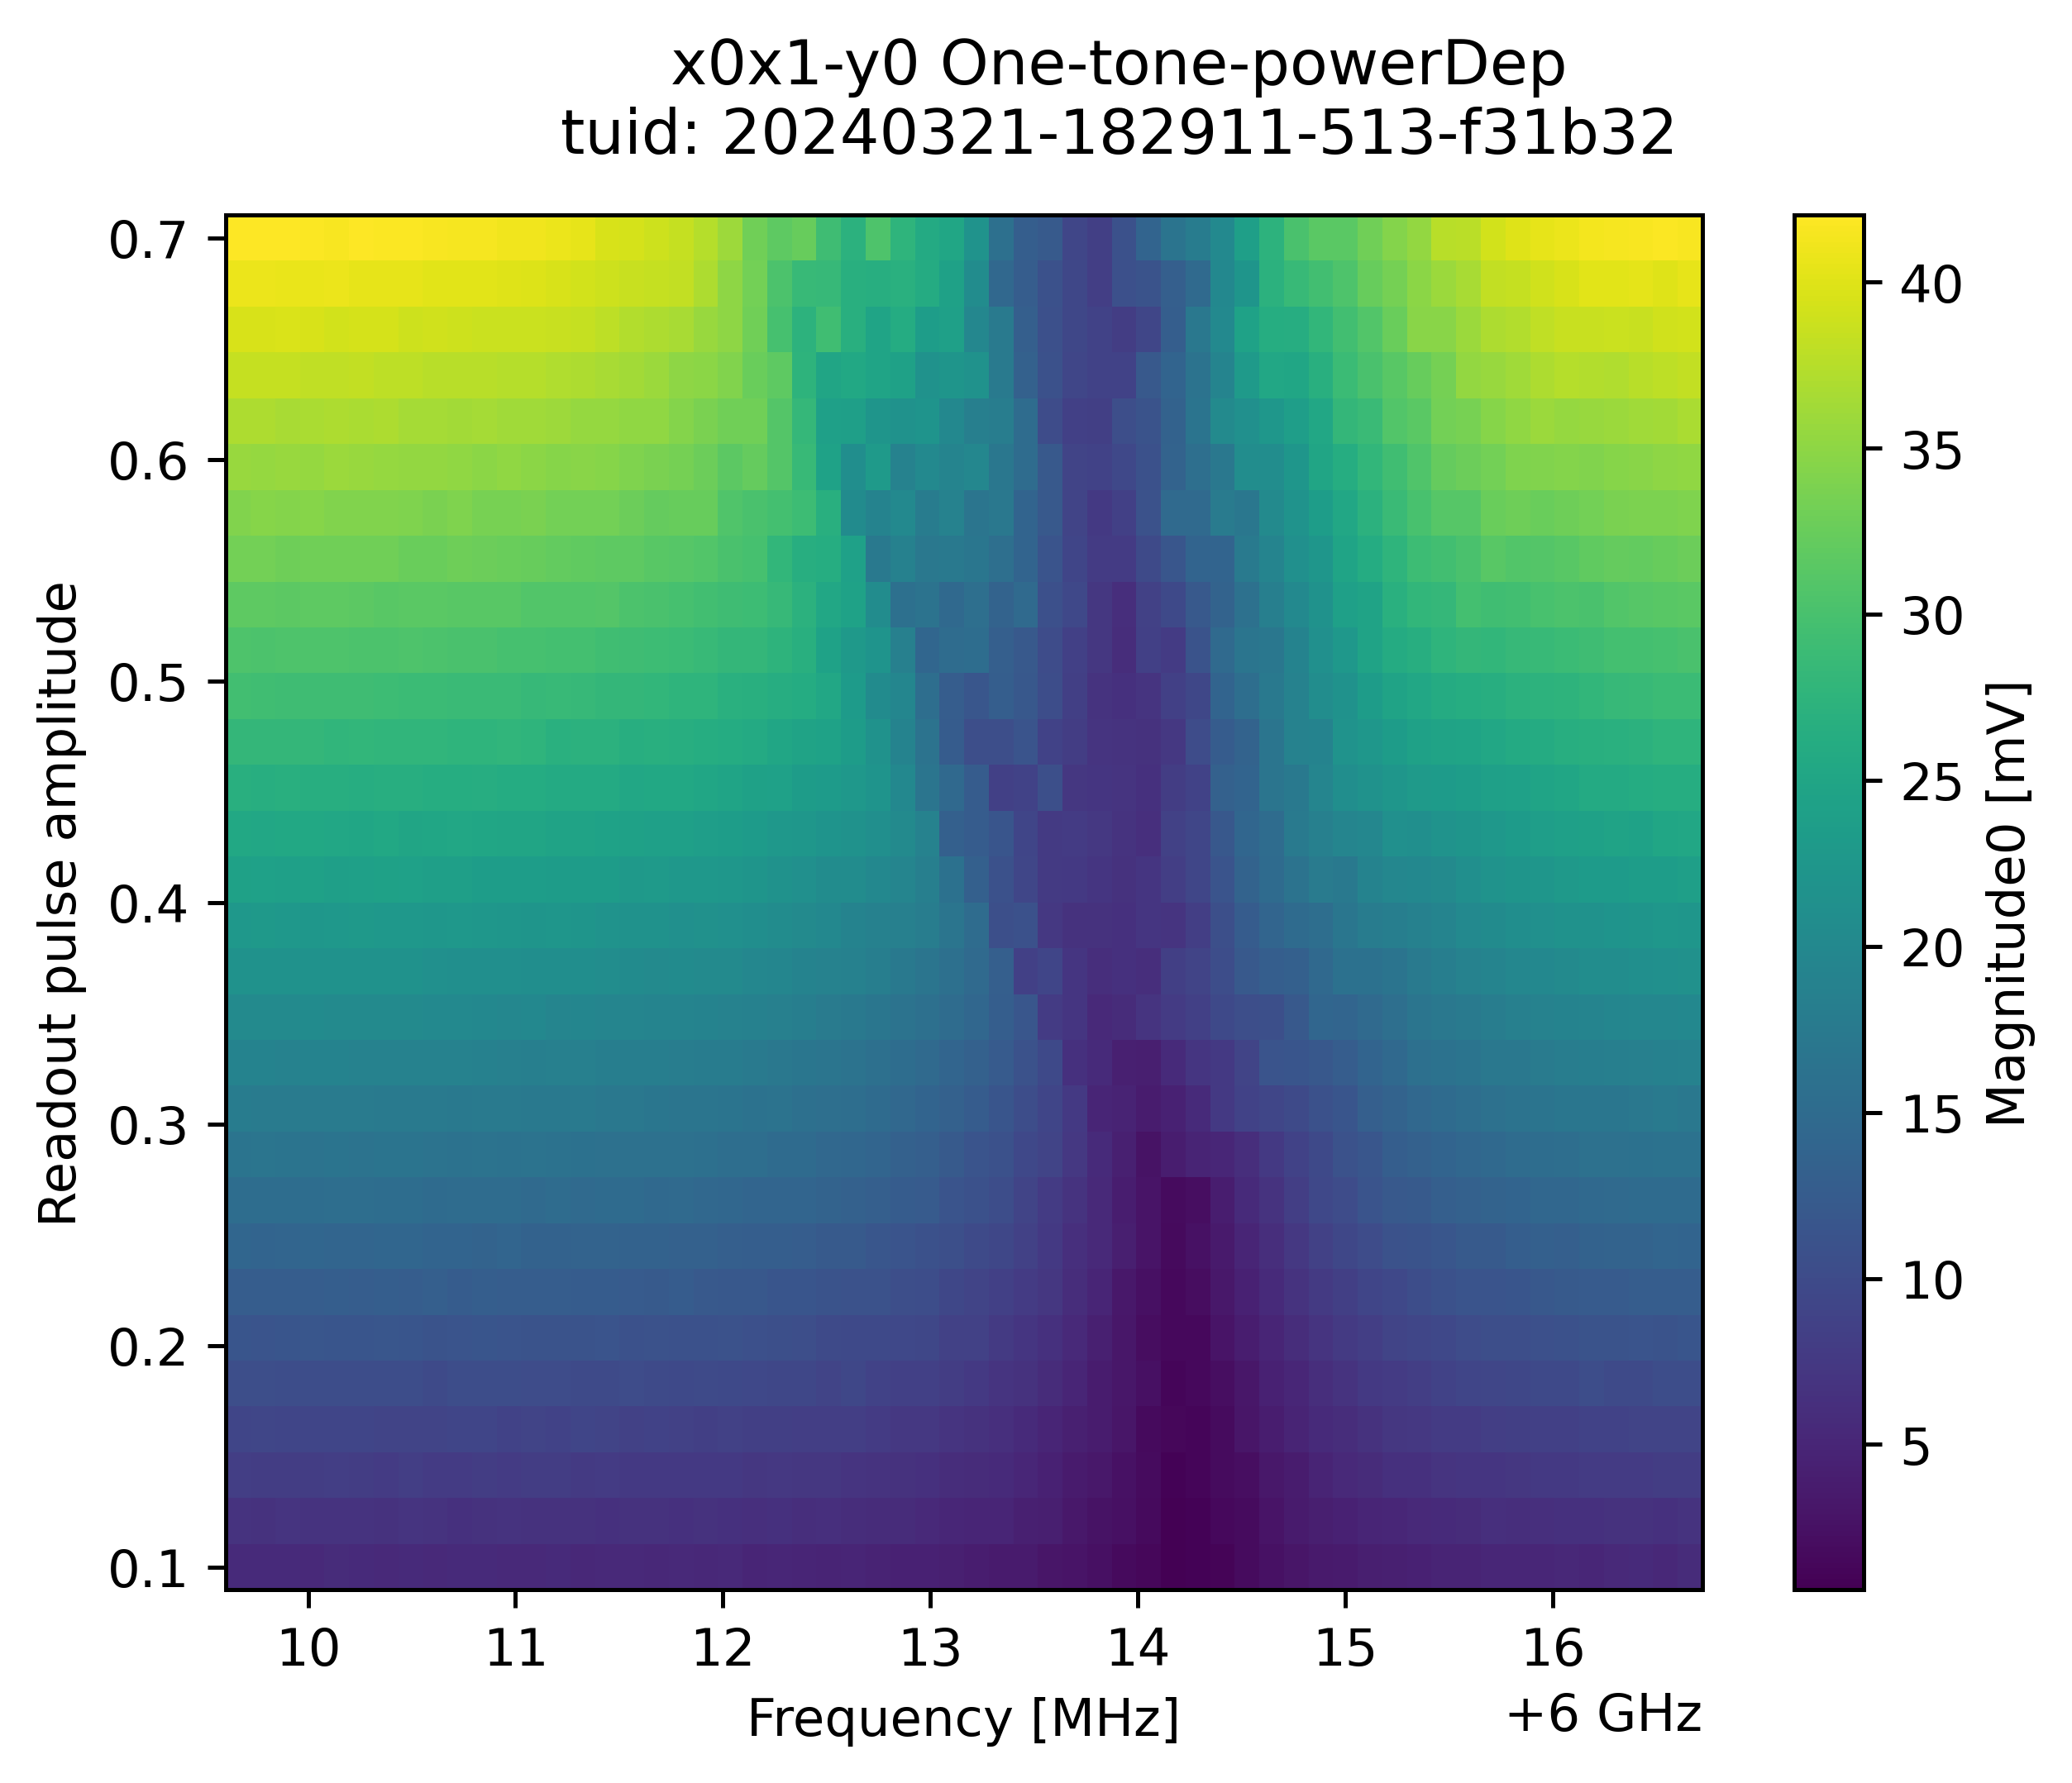 x0x1-y0 One-tone-powerDep
tuid: 20240321-182911-513-f31b32
Readout pulse amplitude
0.7
0.6
0.5
0.4
0.3
0.2
0.1
10 11 12 13 14 15 16
Frequency [MHz]
+6 GHz
40
35
30
25
20
15
10
5
Magnitude0 [mV]